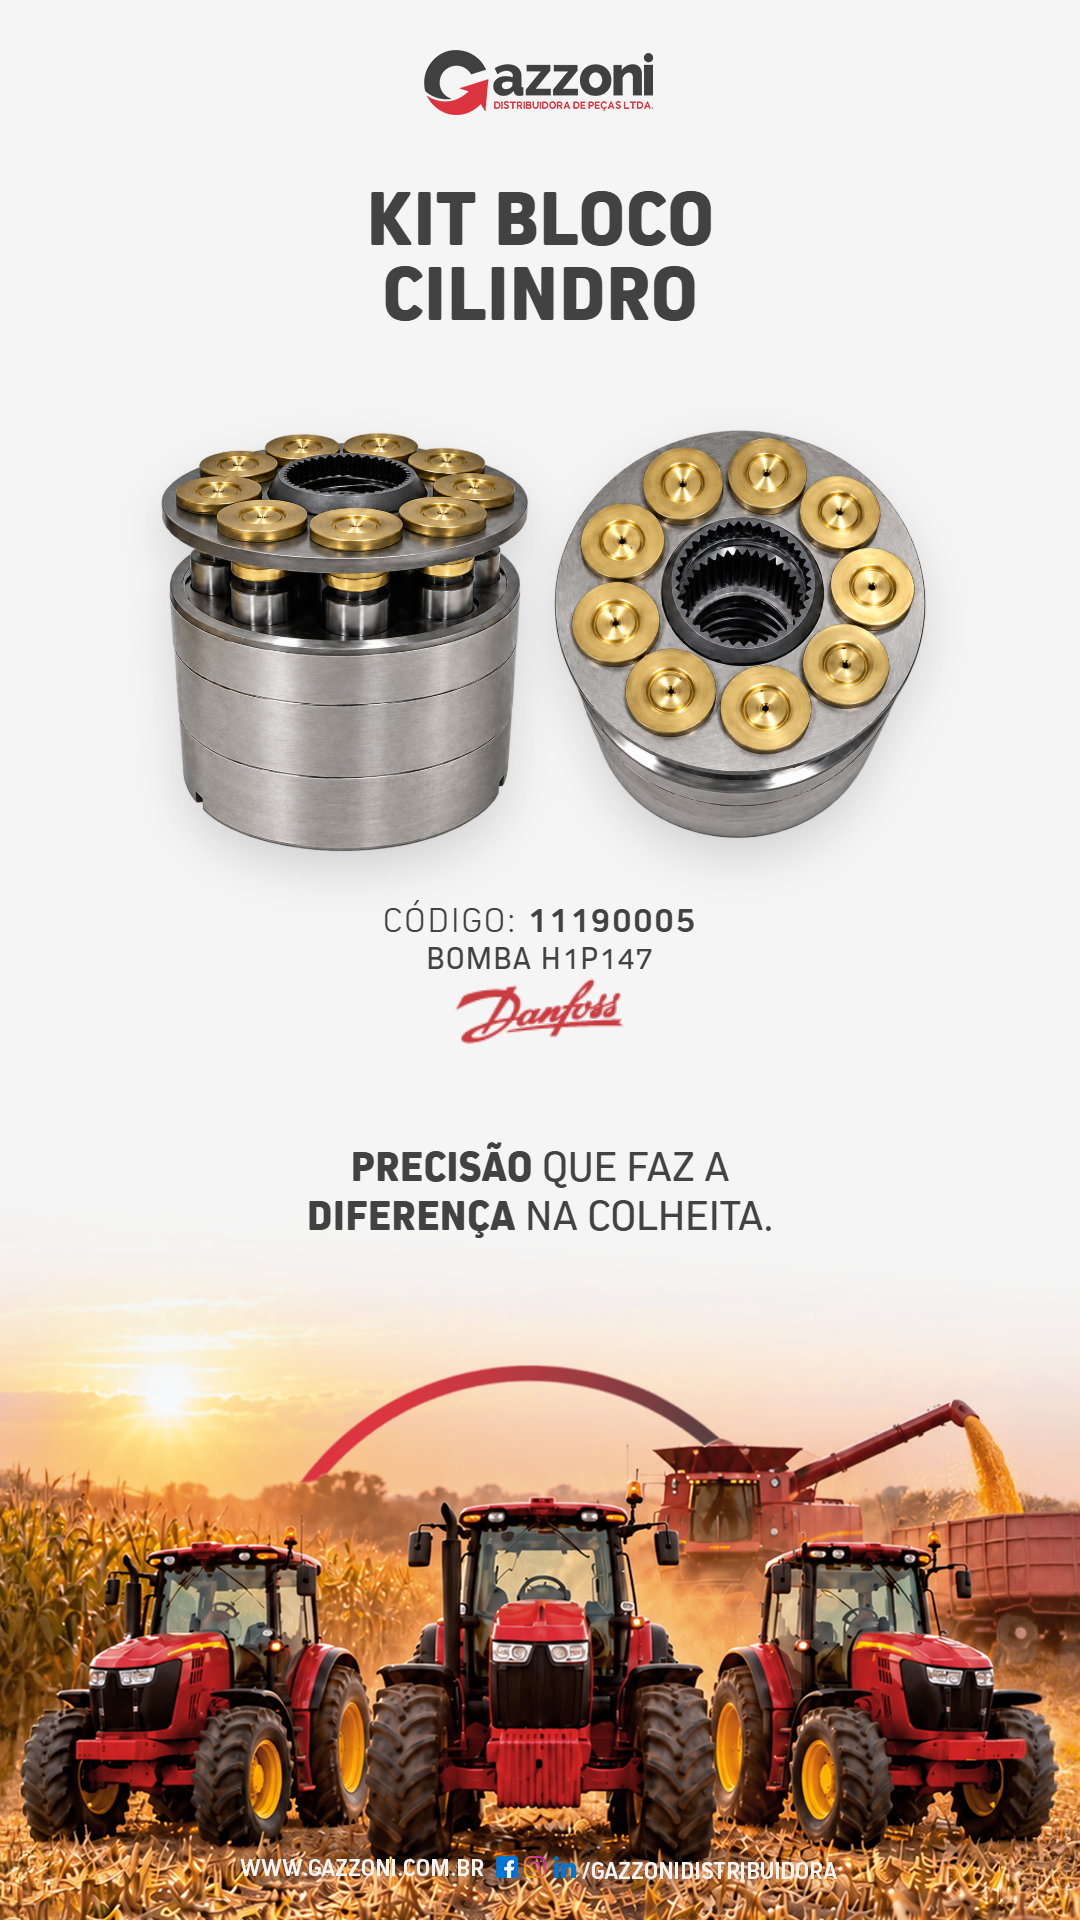 Gazzoni
DISTRIBUIDORA DE PEÇAS LTDA.
KIT BLOCO
CILINDRO
CÓDIGO: 11190005
BOMBA H1P147
Danfoss
PRECISÃO QUE FAZ A
DIFERENÇA NA COLHEITA.
WWW.GAZZONI.COM.BR f in /GAZZONIDISTRIBUIDORA